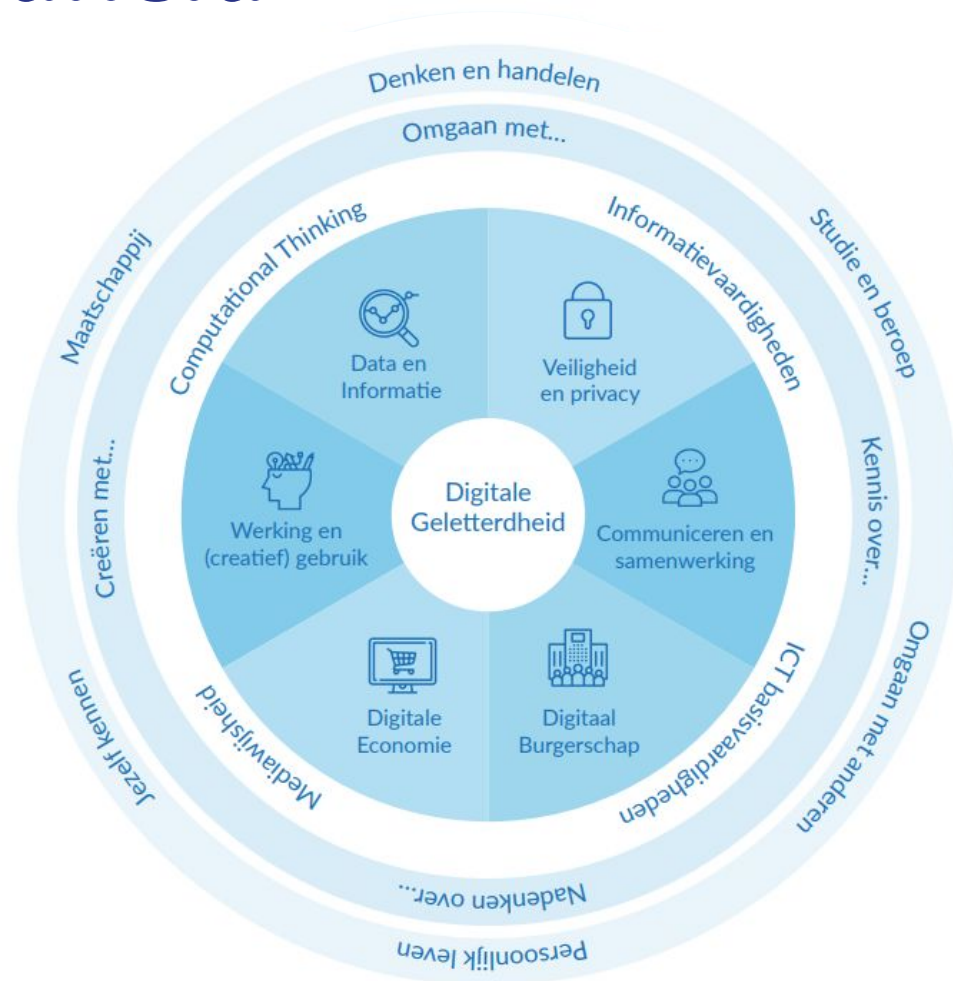 Denken en handelen
Omgaan met...
Computational Thinking
Informatievaardigheden
Maatschappij
Studie en beroep
Data en
Informatie
Veiligheid
en privacy
Creëren met...
Kennis over...
Digitale
Geletterdheid
Werking en
(creatief) gebruik
Communiceren en
samenwerking
Digitale
Economie
Digitaal
Burgerschap
Mediawijsheid
ICT basisvaardigheden
Jezelf kennen
Omgaan met anderen
Nadenken over...
Persoonlijk leven